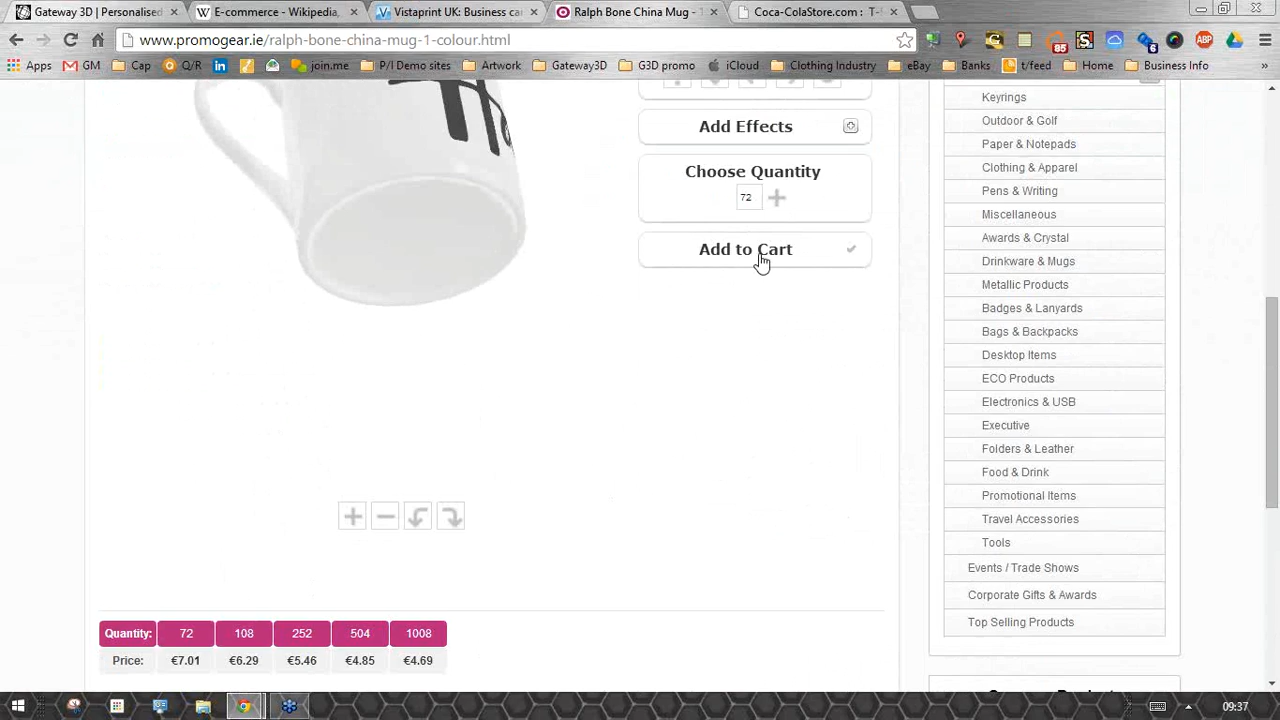 Gateway 3D | Personalised
E-commerce - Wikipedia,
Vistaprint UK: Business ca
Ralph Bone China Mug - 1
Coca-ColaStore.com : T-
www.promogear.ie/ralph-bone-china-mug-1-colour.html
85
6
ABP
Apps
GM
Cap
Q/R
join.me
P/I Demo sites
Artwork
Gateway3D
G3D promo
iCloud
Clothing Industry
eBay
Banks
t/feed
Home
Business Info
»
Add Effects
Choose Quantity
72
Add to Cart
Keyrings
Outdoor & Golf
Paper & Notepads
Clothing & Apparel
Pens & Writing
Miscellaneous
Awards & Crystal
Drinkware & Mugs
Metallic Products
Badges & Lanyards
Bags & Backpacks
Desktop Items
ECO Products
Electronics & USB
Executive
Folders & Leather
Food & Drink
Promotional Items
Travel Accessories
Tools
Events / Trade Shows
Corporate Gifts & Awards
Top Selling Products
Quantity: 72 108 252 504 1008
Price: €7.01 €6.29 €5.46 €4.85 €4.69
09:37